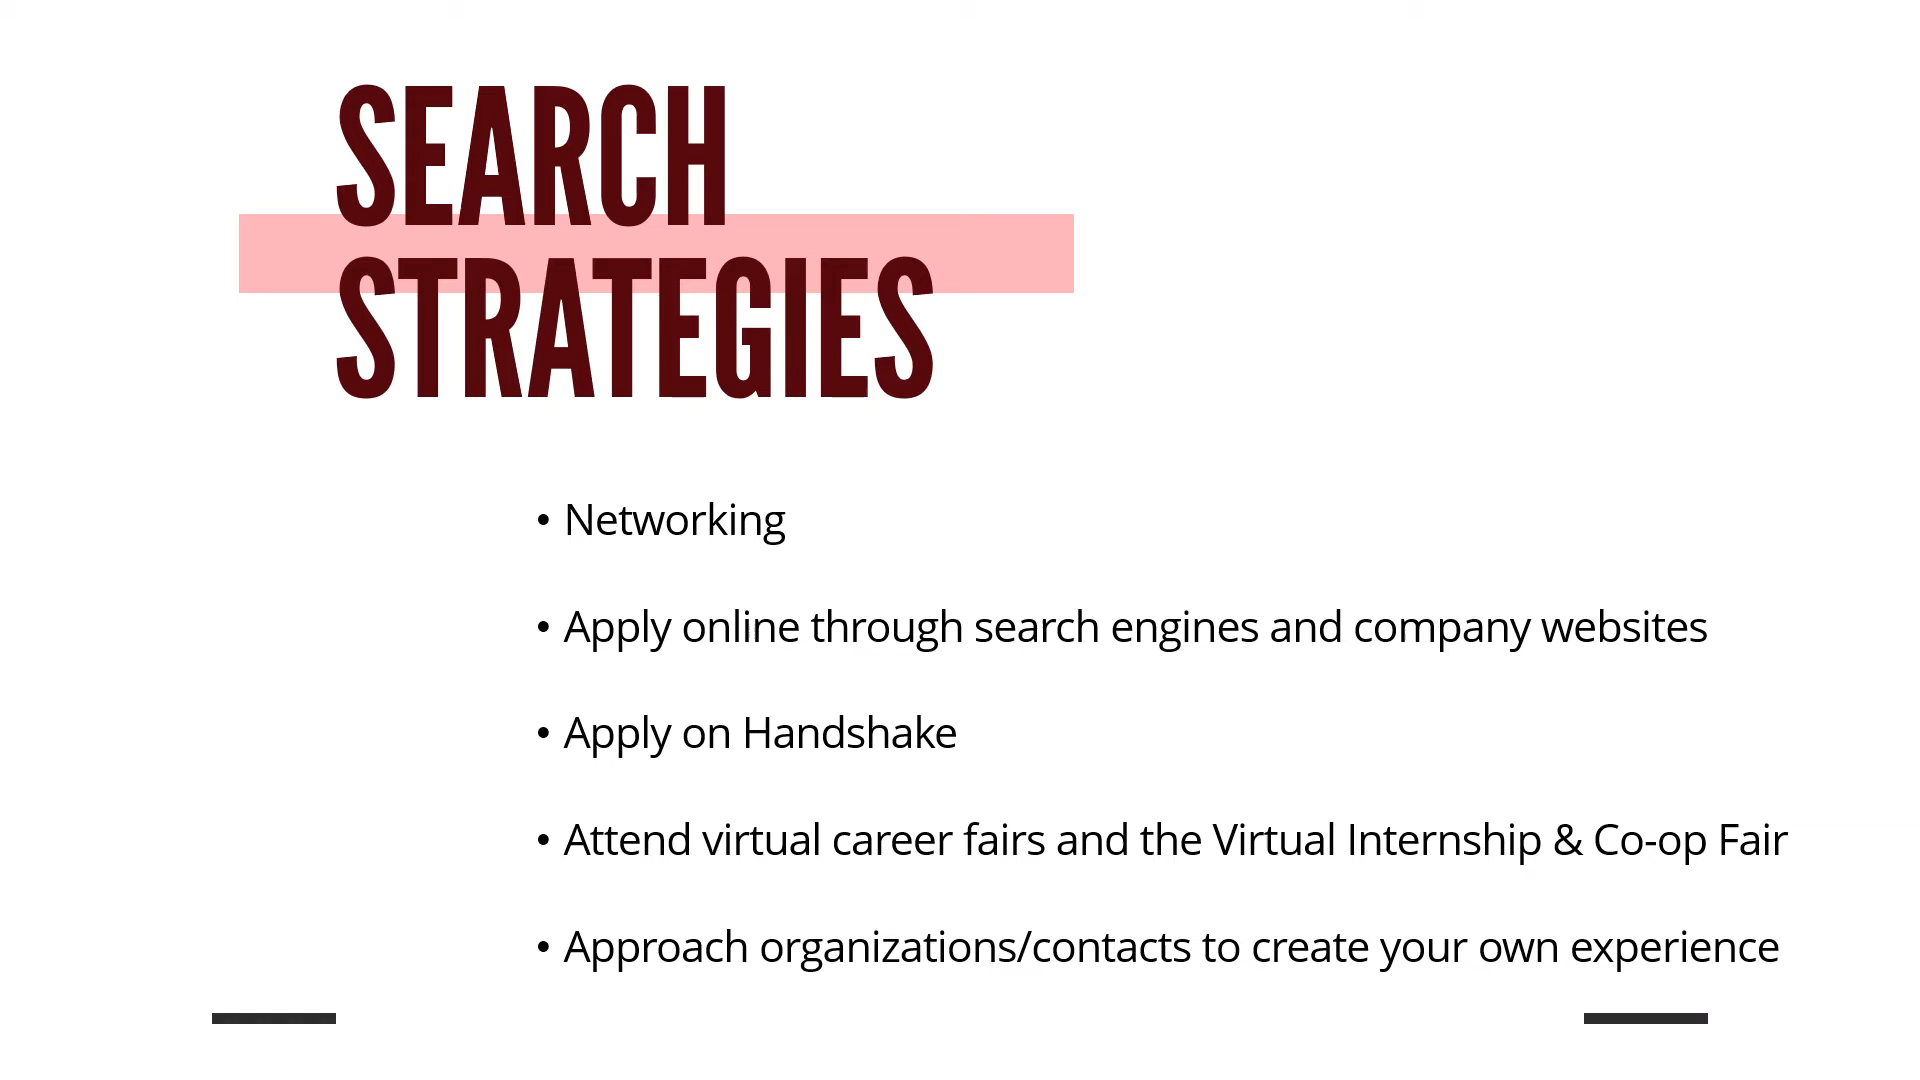 SEARCH
STRATEGIES
• Networking
• Apply online through search engines and company websites
• Apply on Handshake
• Attend virtual career fairs and the Virtual Internship & Co-op Fair
• Approach organizations/contacts to create your own experience